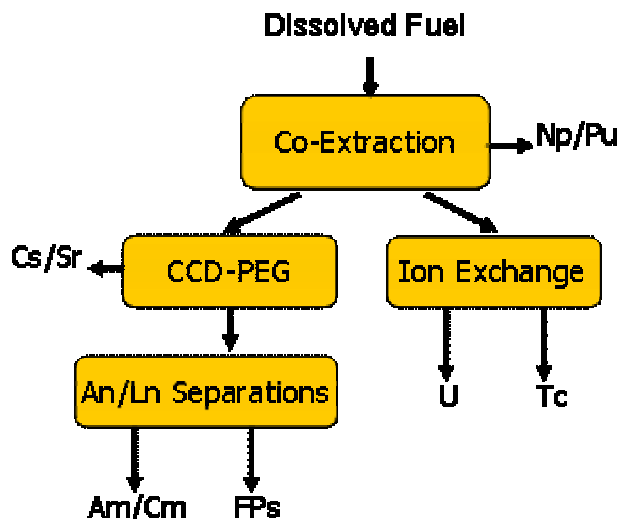 Dissolved Fuel
Co-Extraction
Np/Pu
Cs/Sr
CCD-PEG
Ion Exchange
An/Ln Separations
U
Tc
Am/Cm
FPs